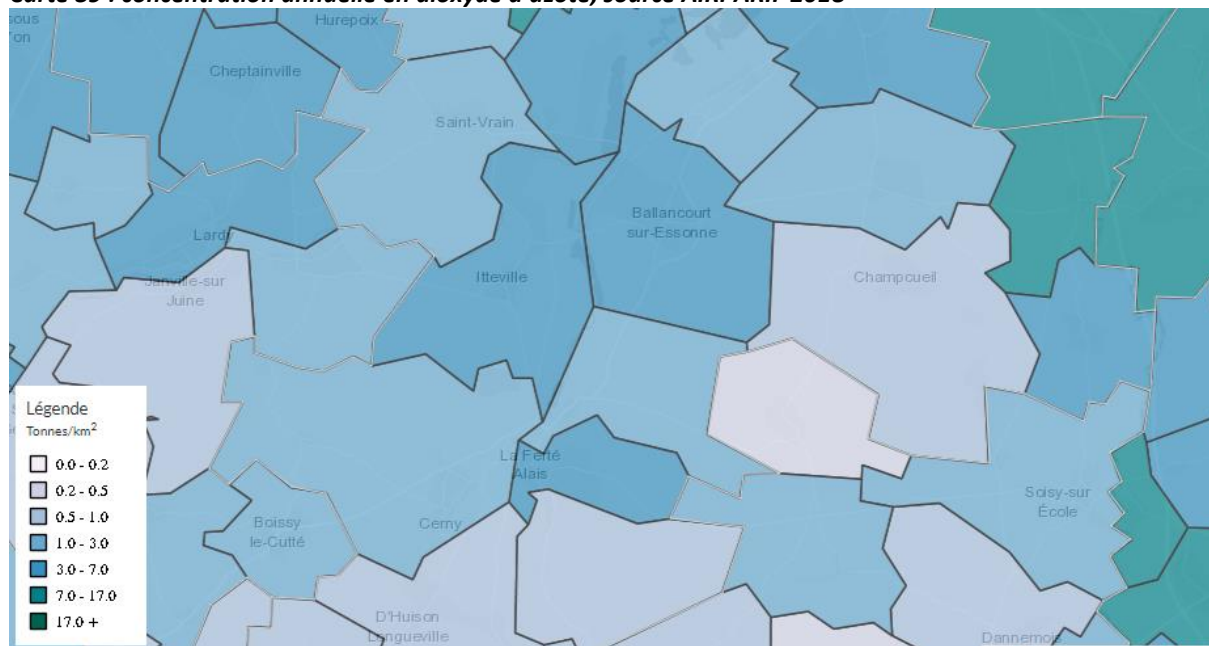 Carte 89 : concentration annuelle en dioxyde d'azote, source AIRPARIF 2018
Hurepoix
Cheptainville
Saint-Vrain
Ballancourt
sur-Essonne
Lardy
Itteville
Champcueil
Janville-sur
Juine
La Ferté
Alais
Soisy-sur
École
Boissy
le-Cutté
Cerny
D'Huison
Longueville
Dannemois
Légende
Tonnes/km²
0.0 - 0.2
0.2 - 0.5
0.5 - 1.0
1.0 - 3.0
3.0 - 7.0
7.0 - 17.0
17.0 +